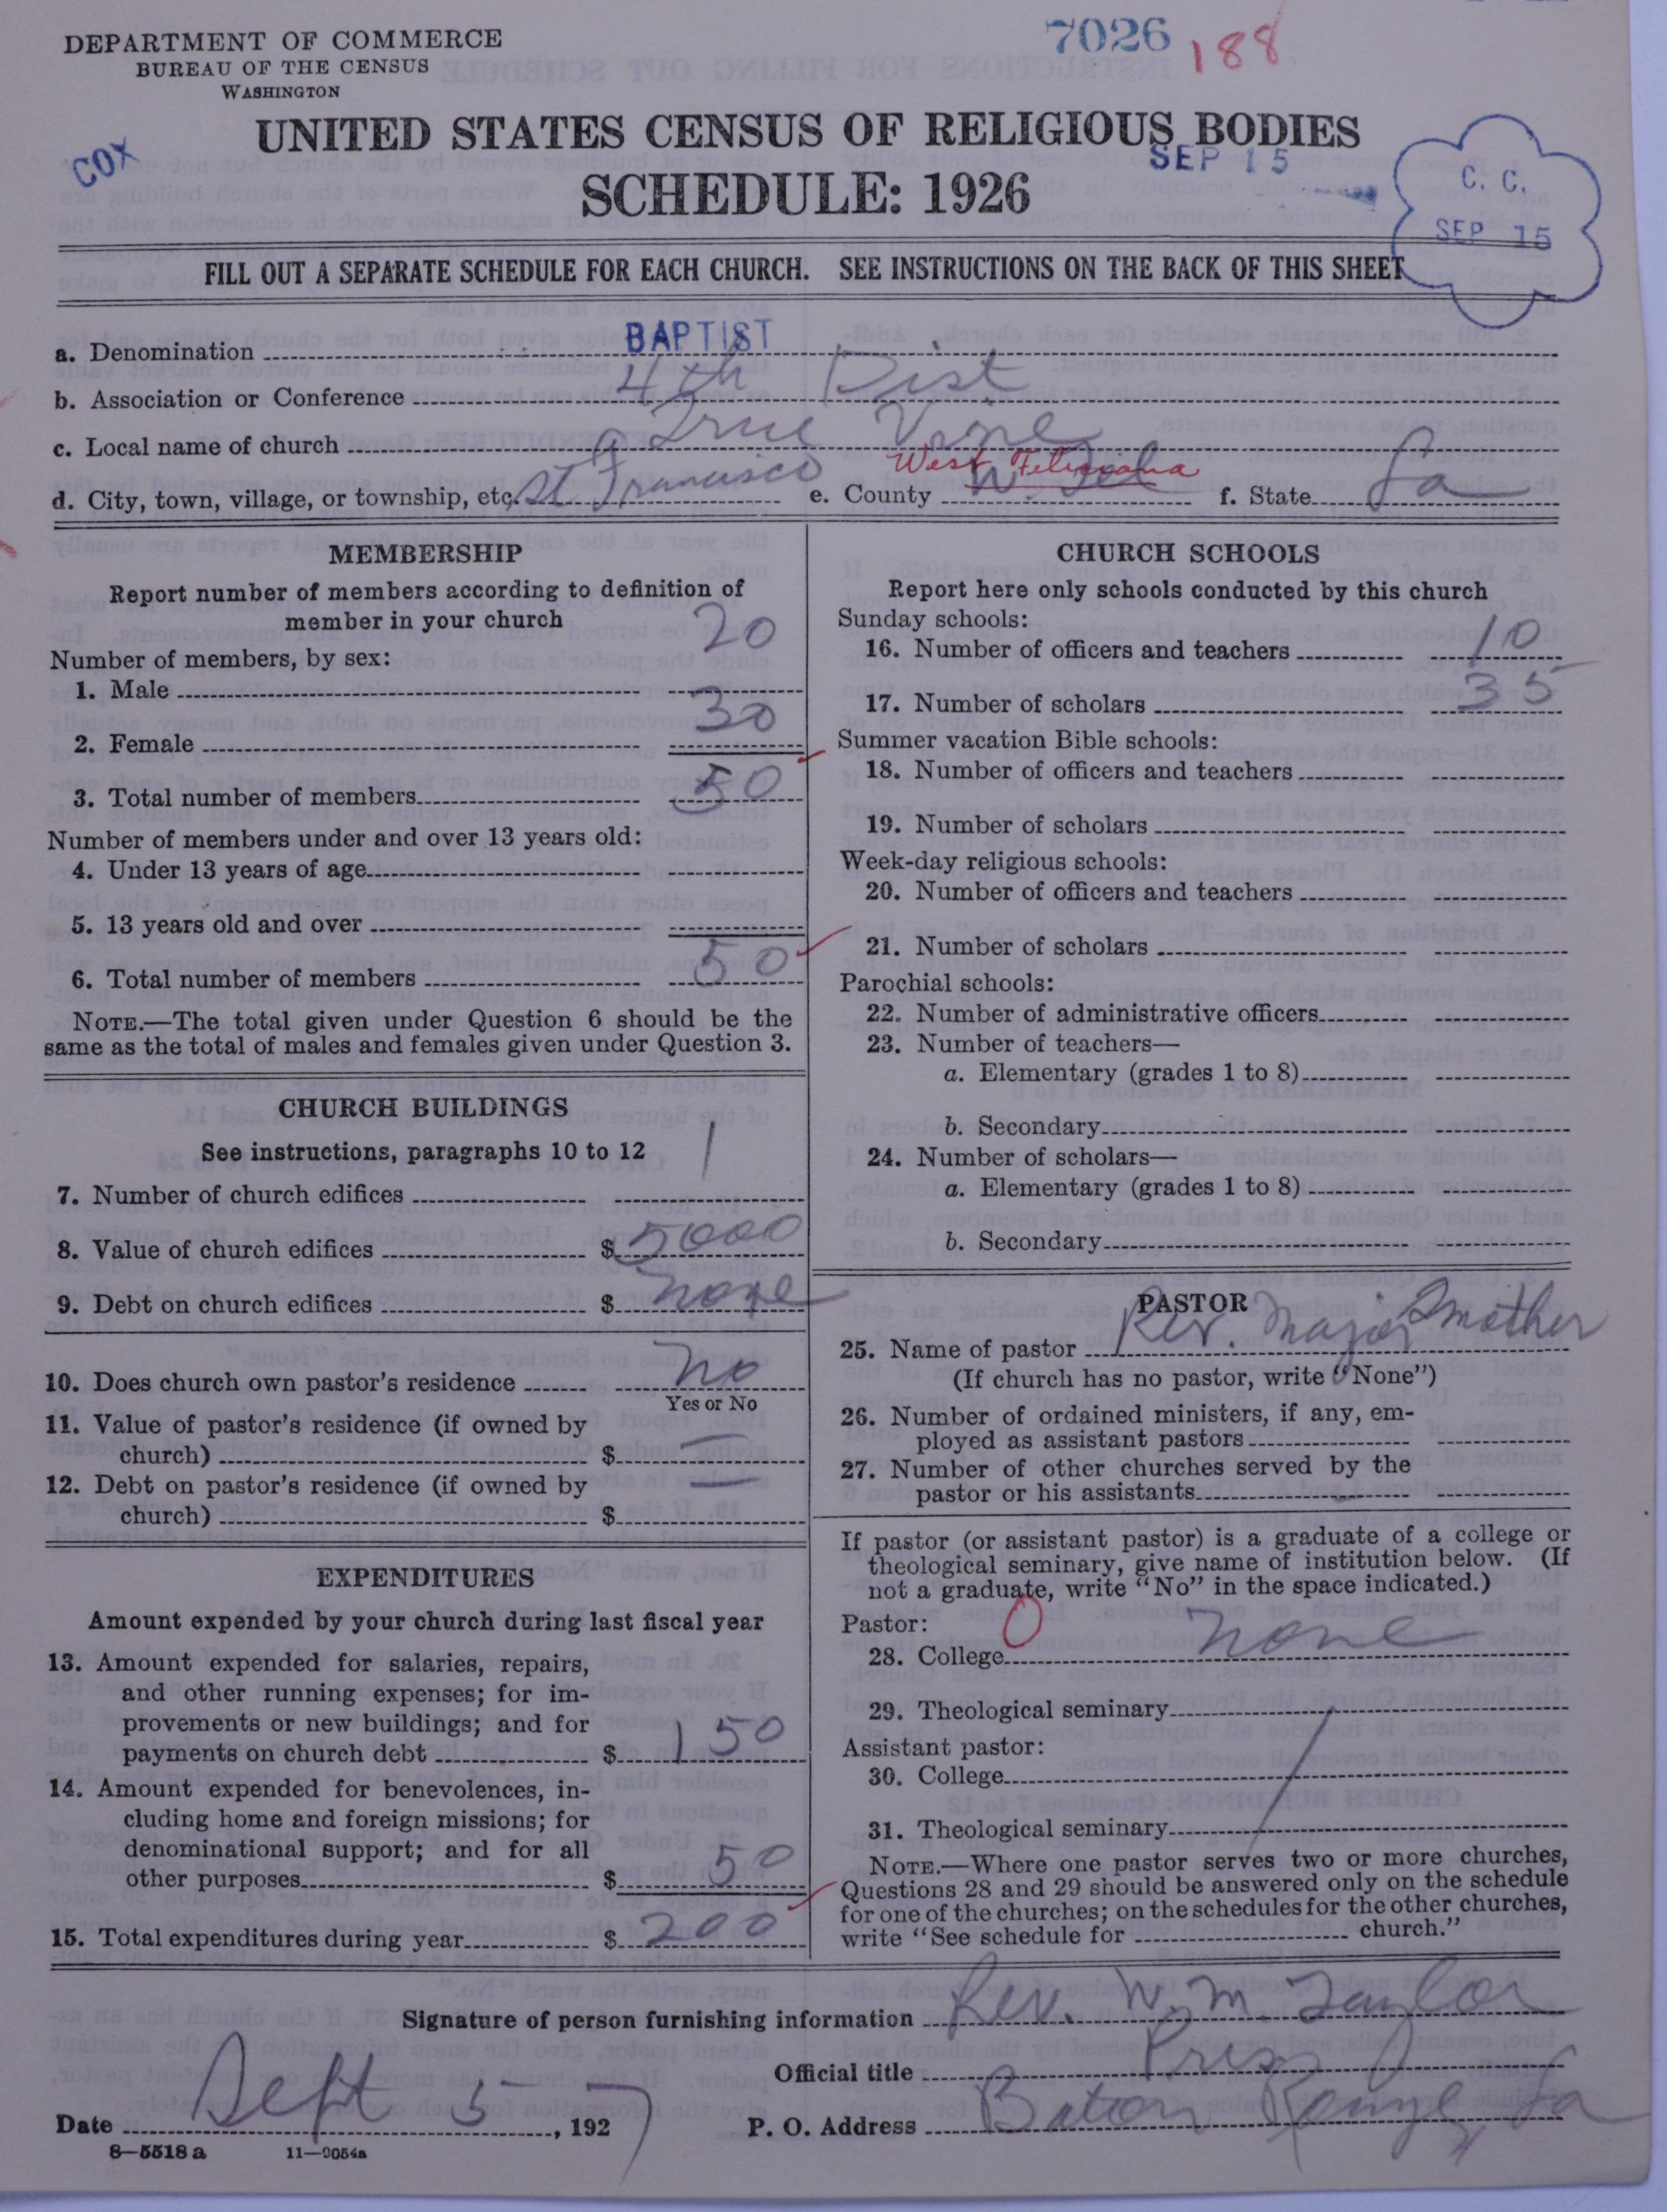 DEPARTMENT OF COMMERCE
BUREAU OF THE CENSUS
WASHINGTON
7026 188
COX
UNITED STATES CENSUS OF RELIGIOUS BODIES
SEP 15
SCHEDULE: 1926
C. C.
SEP 15
FILL OUT A SEPARATE SCHEDULE FOR EACH CHURCH. SEE INSTRUCTIONS ON THE BACK OF THIS SHEET
a. Denomination BAPTIST
b. Association or Conference 4th Dist
c. Local name of church True Vine
d. City, town, village, or township, etc. St Francisco e. County W. Fel West Feliciana f. State La
MEMBERSHIP
Report number of members according to definition of
member in your church
Number of members, by sex:
1. Male 20
2. Female 30
3. Total number of members 50
Number of members under and over 13 years old:
4. Under 13 years of age
5. 13 years old and over
6. Total number of members 50
NOTE.—The total given under Question 6 should be the
same as the total of males and females given under Question 3.
CHURCH BUILDINGS
See instructions, paragraphs 10 to 12
7. Number of church edifices 1
8. Value of church edifices $ 5000
9. Debt on church edifices $ none
10. Does church own pastor's residence No
Yes or No
11. Value of pastor's residence (if owned by
church) $ —
12. Debt on pastor's residence (if owned by
church) $ —
EXPENDITURES
Amount expended by your church during last fiscal year
13. Amount expended for salaries, repairs,
and other running expenses; for im-
provements or new buildings; and for
payments on church debt $ 150
14. Amount expended for benevolences, in-
cluding home and foreign missions; for
denominational support; and for all
other purposes $ 50
15. Total expenditures during year $ 200
CHURCH SCHOOLS
Report here only schools conducted by this church
Sunday schools:
16. Number of officers and teachers 10
17. Number of scholars 35
Summer vacation Bible schools:
18. Number of officers and teachers
19. Number of scholars
Week-day religious schools:
20. Number of officers and teachers
21. Number of scholars
Parochial schools:
22. Number of administrative officers
23. Number of teachers—
a. Elementary (grades 1 to 8)
b. Secondary
24. Number of scholars—
a. Elementary (grades 1 to 8)
b. Secondary
PASTOR
25. Name of pastor Rev. Major Smother
(If church has no pastor, write "None")
26. Number of ordained ministers, if any, em-
ployed as assistant pastors
27. Number of other churches served by the
pastor or his assistants
If pastor (or assistant pastor) is a graduate of a college or
theological seminary, give name of institution below. (If
not a graduate, write "No" in the space indicated.)
Pastor: 0
28. College none
29. Theological seminary
Assistant pastor:
30. College
31. Theological seminary
NOTE.—Where one pastor serves two or more churches,
Questions 28 and 29 should be answered only on the schedule
for one of the churches; on the schedules for the other churches,
write "See schedule for church."
Signature of person furnishing information Rev. W. M. Taylor
Official title Pres
Date Sept 5, 1927 P. O. Address Baton Rouge La
8—5518 a 11—9054a